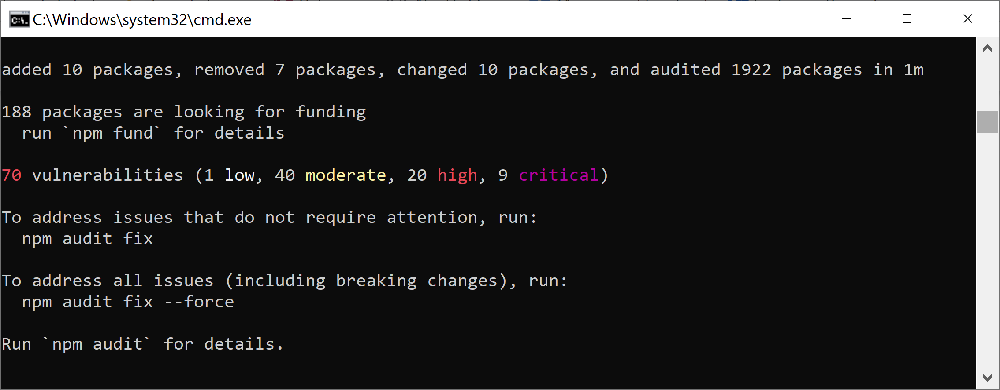 C:\Windows\system32\cmd.exe
added 10 packages, removed 7 packages, changed 10 packages, and audited 1922 packages in 1m
188 packages are looking for funding
  run `npm fund` for details
70 vulnerabilities (1 low, 40 moderate, 20 high, 9 critical)
To address issues that do not require attention, run:
  npm audit fix
To address all issues (including breaking changes), run:
  npm audit fix --force
Run `npm audit` for details.